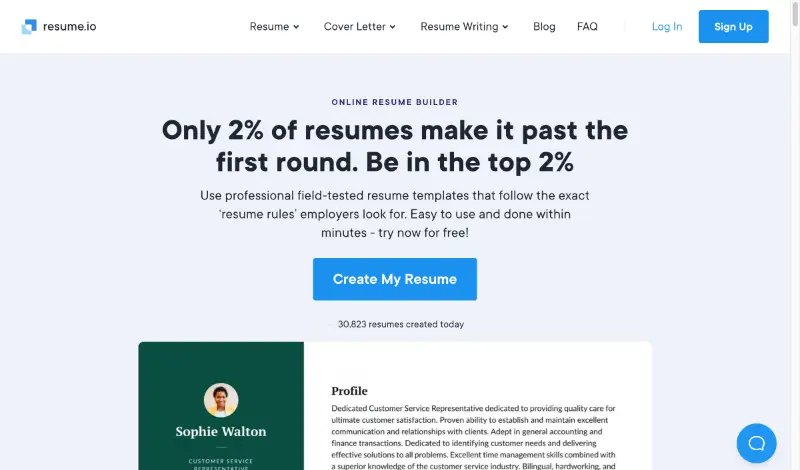 resume.io
Resume
Cover Letter
Resume Writing
Blog
FAQ
Log In
Sign Up
ONLINE RESUME BUILDER
Only 2% of resumes make it past the
first round. Be in the top 2%
Use professional field-tested resume templates that follow the exact
‘resume rules’ employers look for. Easy to use and done within
minutes - try now for free!
Create My Resume
30,823 resumes created today
Sophie Walton
CUSTOMER SERVICE
REPRESENTATIVE
Profile
Dedicated Customer Service Representative dedicated to providing quality care for
ultimate customer satisfaction. Proven ability to establish and maintain excellent
communication and relationships with clients. Adept in general accounting and
finance transactions. Dedicated to identifying customer needs and delivering
effective solutions to all problems. Excellent time management skills combined with
a superior knowledge of the customer service industry. Bilingual, hardworking, and